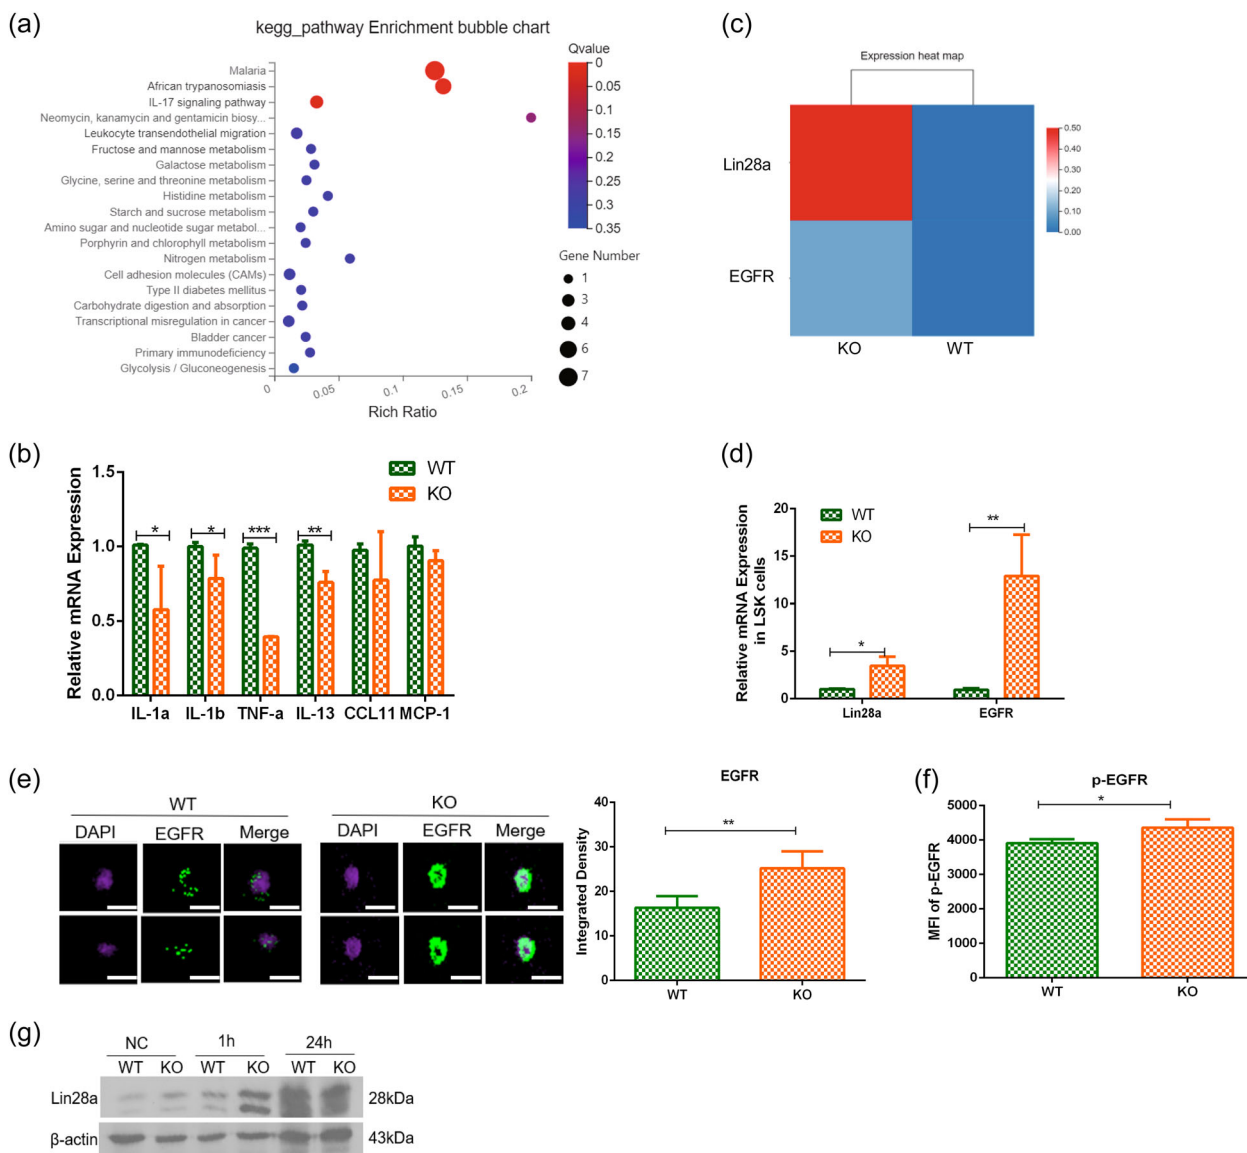 (a)
kegg_pathway Enrichment bubble chart
Malaria
African trypanosomiasis
IL-17 signaling pathway
Neomycin, kanamycin and gentamicin biosy...
Leukocyte transendothelial migration
Fructose and mannose metabolism
Galactose metabolism
Glycine, serine and threonine metabolism
Histidine metabolism
Starch and sucrose metabolism
Amino sugar and nucleotide sugar metabol...
Porphyrin and chlorophyll metabolism
Nitrogen metabolism
Cell adhesion molecules (CAMs)
Type II diabetes mellitus
Carbohydrate digestion and absorption
Transcriptional misregulation in cancer
Bladder cancer
Primary immunodeficiency
Glycolysis / Gluconeogenesis
0 0.05 0.1 0.15 0.2
Rich Ratio
Qvalue
0
0.05
0.1
0.15
0.2
0.25
0.3
0.35
Gene Number
1
3
4
6
7
(c)
Expression heat map
Lin28a
EGFR
KO WT
0.50
0.40
0.30
0.20
0.10
0.00
(b)
Relative mRNA Expression
1.5
1.0
0.5
0.0
WT
KO
* * *** **
IL-1a IL-1b TNF-a IL-13 CCL11 MCP-1
(d)
Relative mRNA Expression
in LSK cells
20
15
10
5
0
WT
KO
* **
Lin28a EGFR
(e)
WT KO
DAPI EGFR Merge DAPI EGFR Merge
EGFR
Integrated Density
40
30
20
10
0
**
WT KO
(f)
p-EGFR
MFI of p-EGFR
5000
4000
3000
2000
1000
0
*
WT KO
(g)
NC 1h 24h
WT KO WT KO WT KO
Lin28a 28kDa
β-actin 43kDa